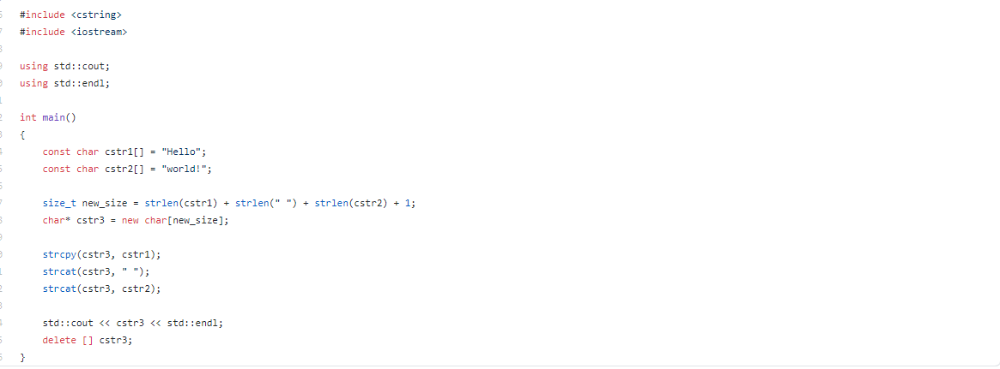 #include <cstring>
#include <iostream>
using std::cout;
using std::endl;
int main()
{
    const char cstr1[] = "Hello";
    const char cstr2[] = "world!";
    size_t new_size = strlen(cstr1) + strlen(" ") + strlen(cstr2) + 1;
    char* cstr3 = new char[new_size];
    strcpy(cstr3, cstr1);
    strcat(cstr3, " ");
    strcat(cstr3, cstr2);
    std::cout << cstr3 << std::endl;
    delete [] cstr3;
}